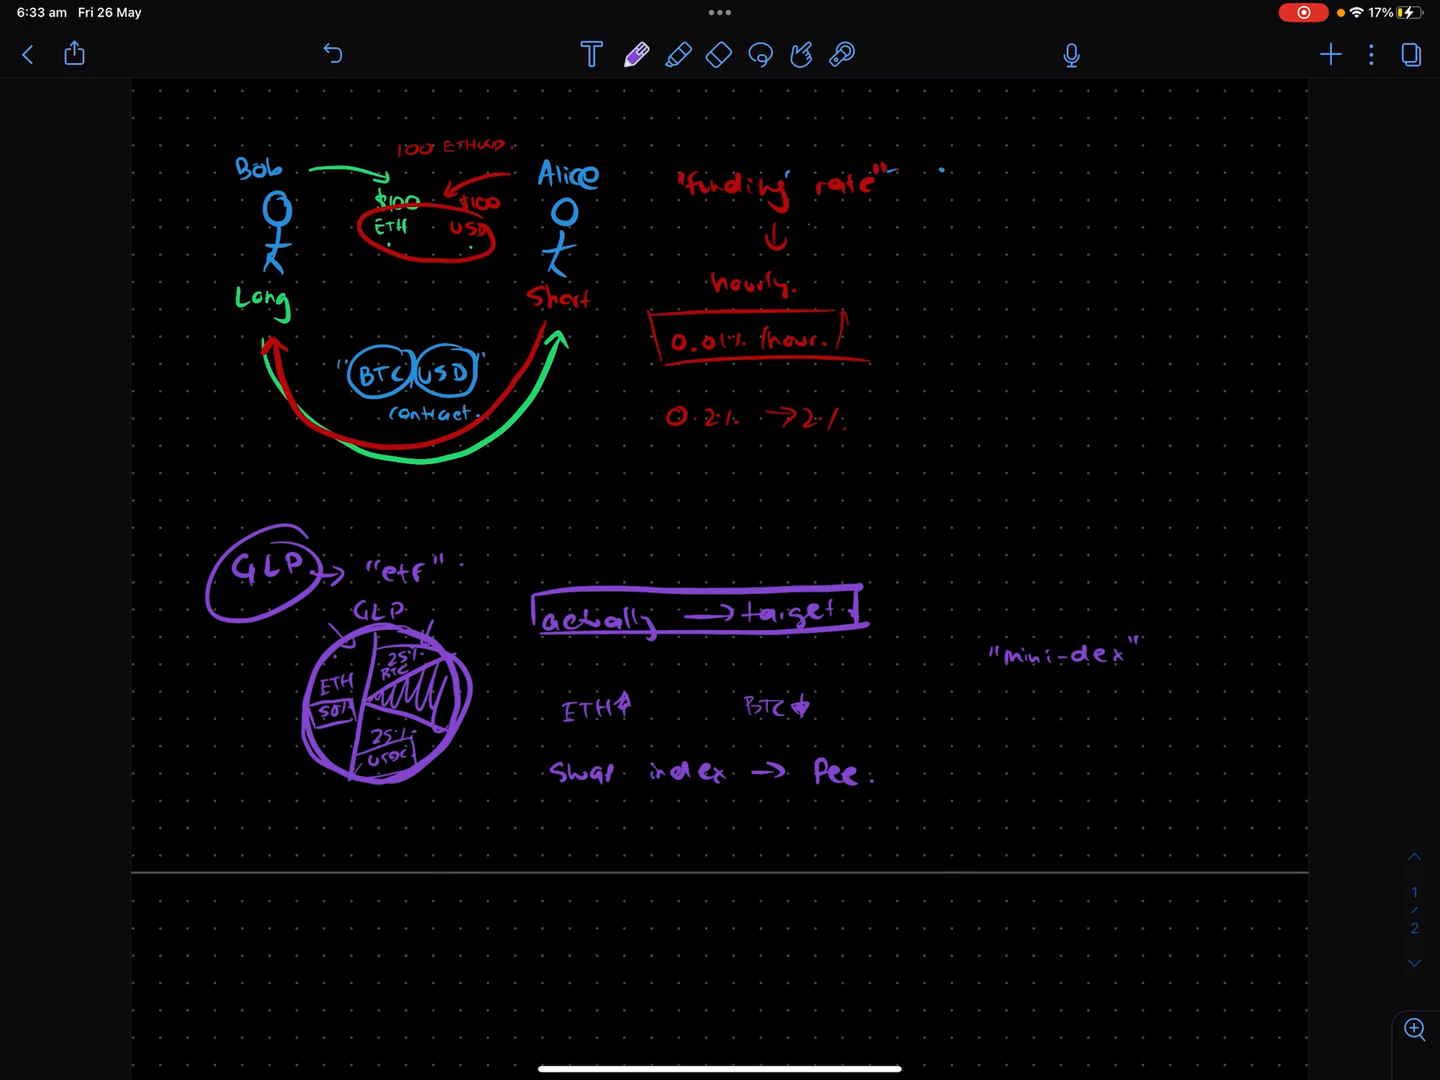 6:33 am Fri 26 May
17%
T
100 ETHUSD.
Bob
Alice
$100 $100
ETH USD
Long
Short
"BTC USD"
contract.
"funding rate"
hourly.
0.01% /hour.
0.2% → 2%.
GLP → "etf"
GLP
ETH
50%
25%
BTC
25%
USDC
actually → target.
"mini-dex"
ETH↑ BTC↓
Swap index → Fee.
1
/
2